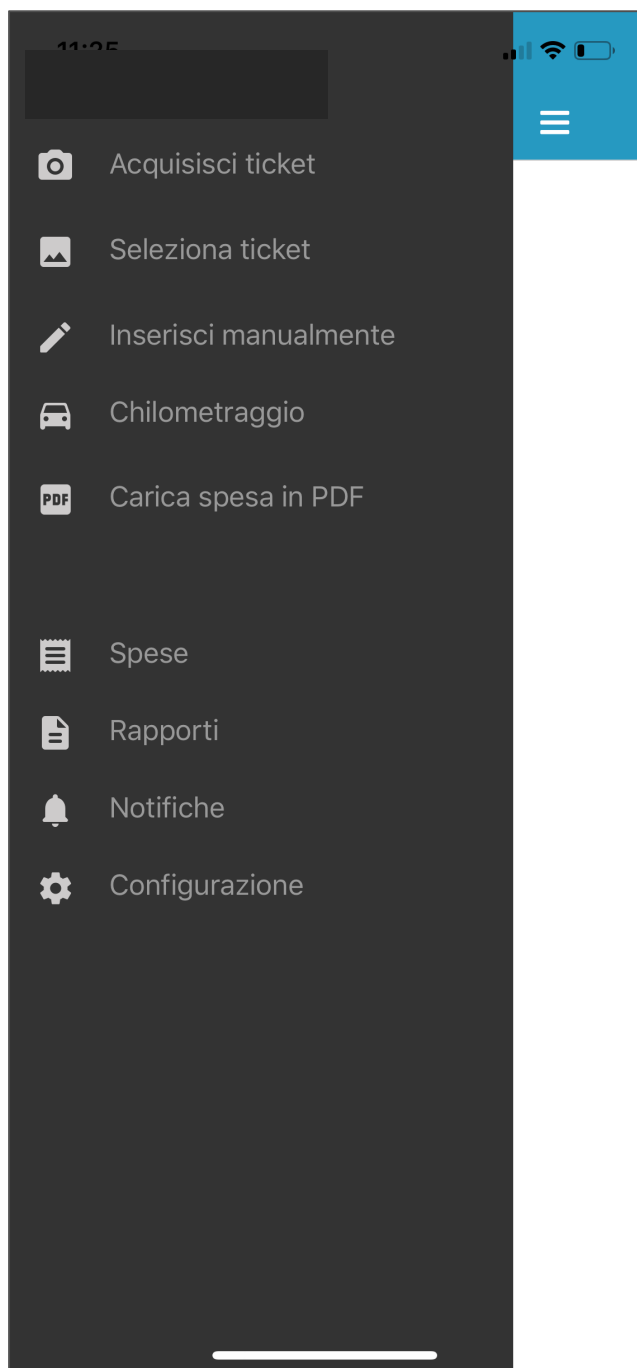 Acquisisci ticket
Seleziona ticket
Inserisci manualmente
Chilometraggio
PDF Carica spesa in PDF
Spese
Rapporti
Notifiche
Configurazione